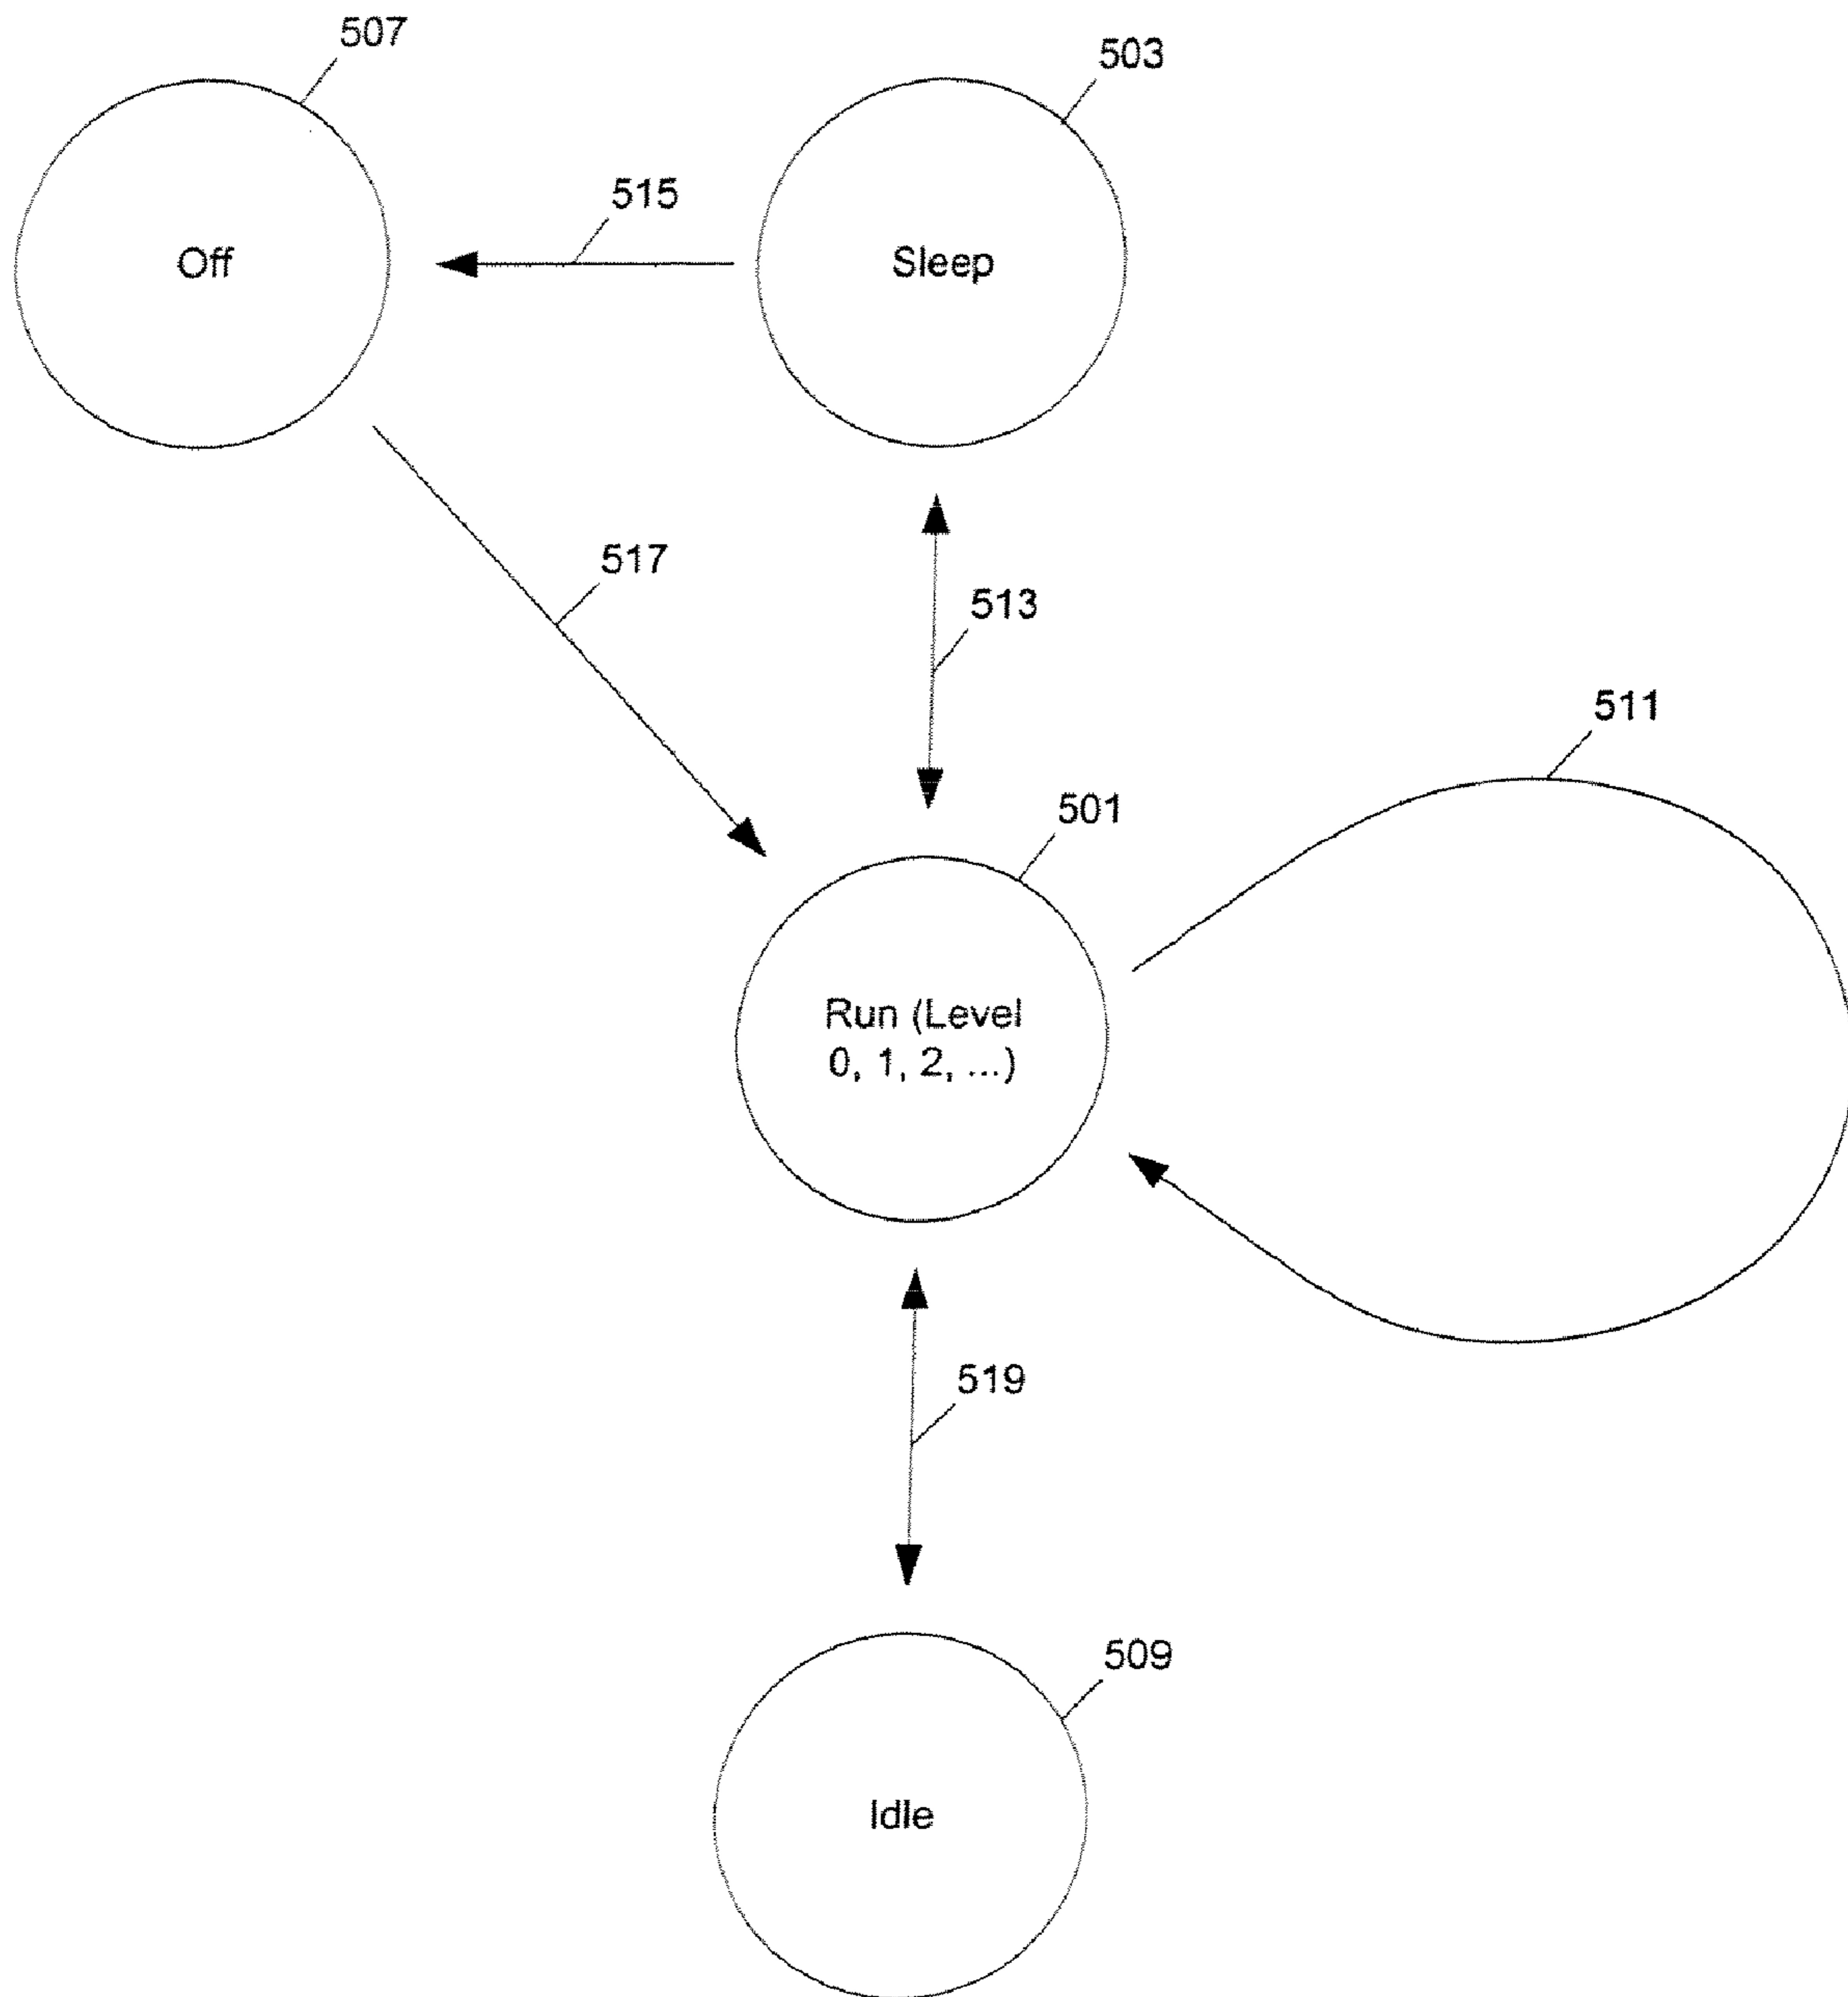 507
503
515
Off
Sleep
517
513
511
501
Run (Level
0, 1, 2, ...)
519
509
Idle